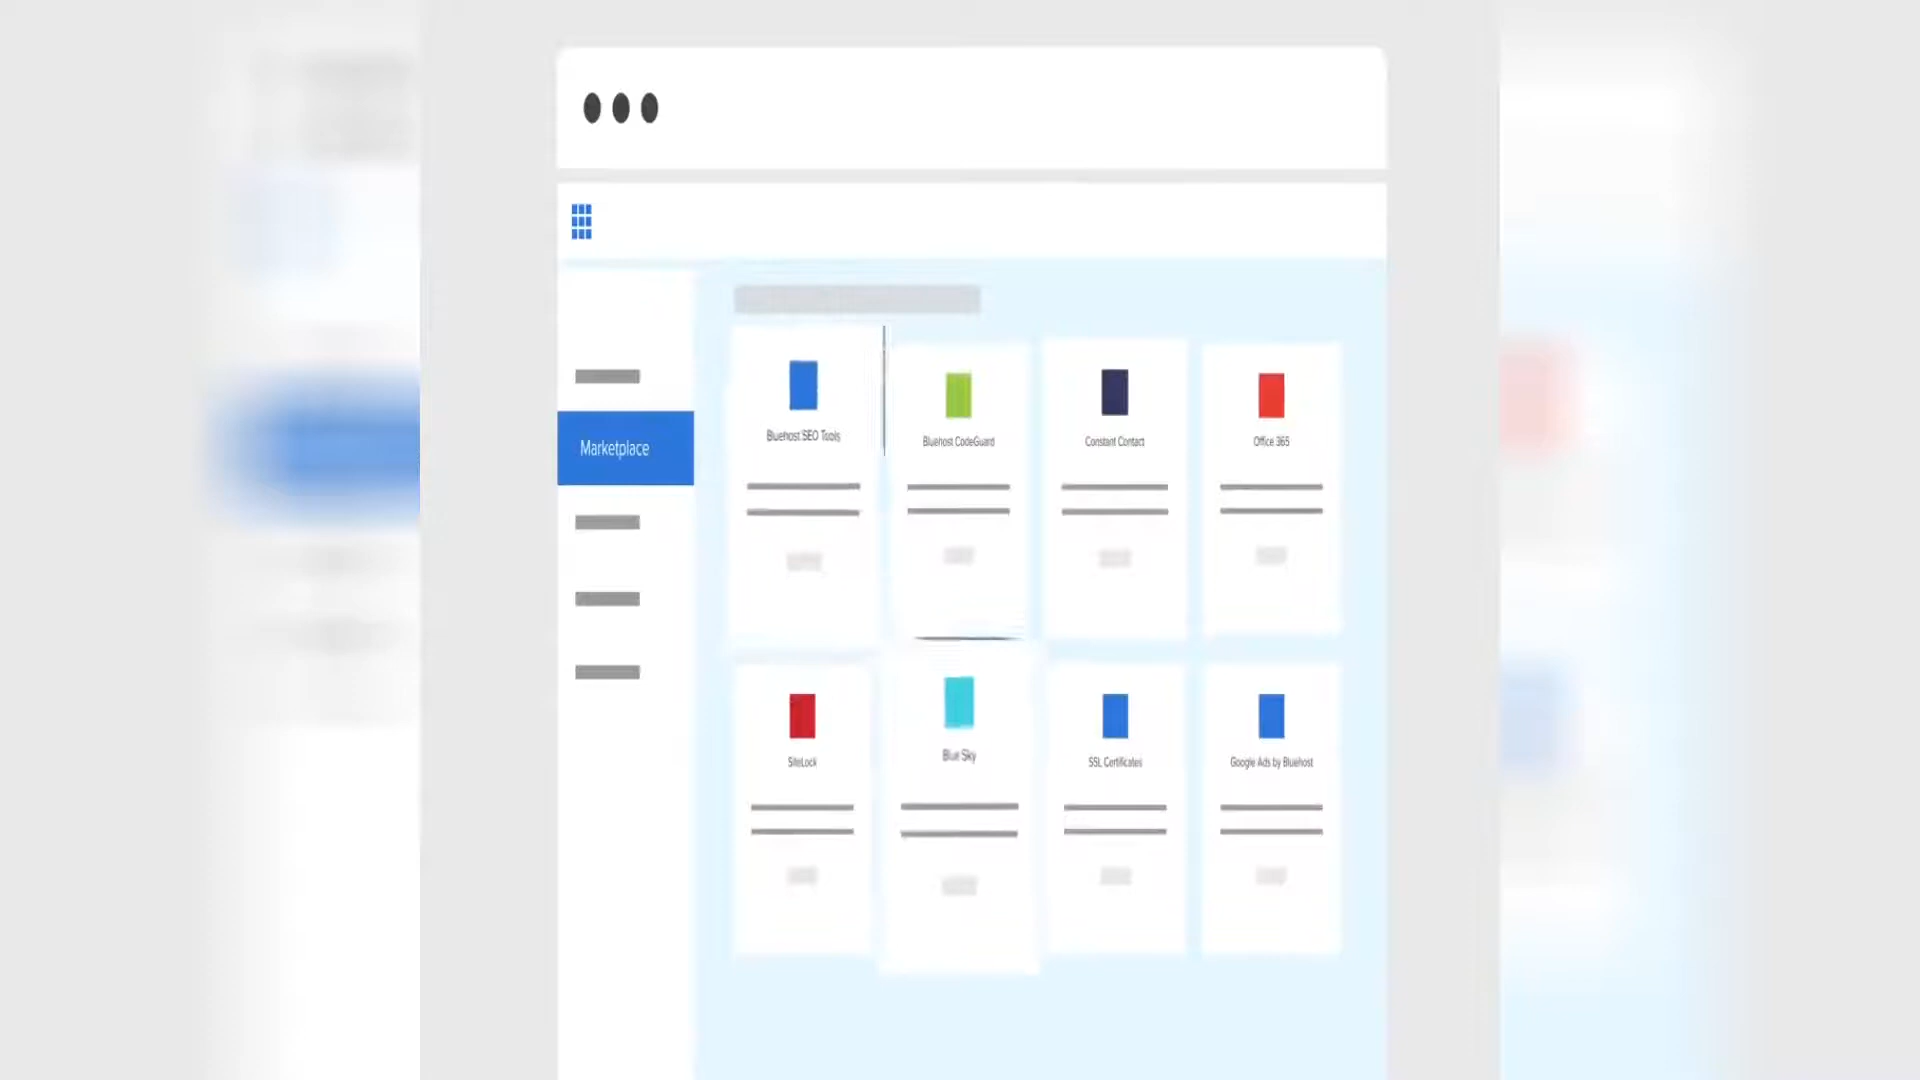 Marketplace
Bluehost SEO Tools
Bluehost CodeGuard
Constant Contact
Office 365
SiteLock
Blue Sky
SSL Certificates
Google Ads by Bluehost